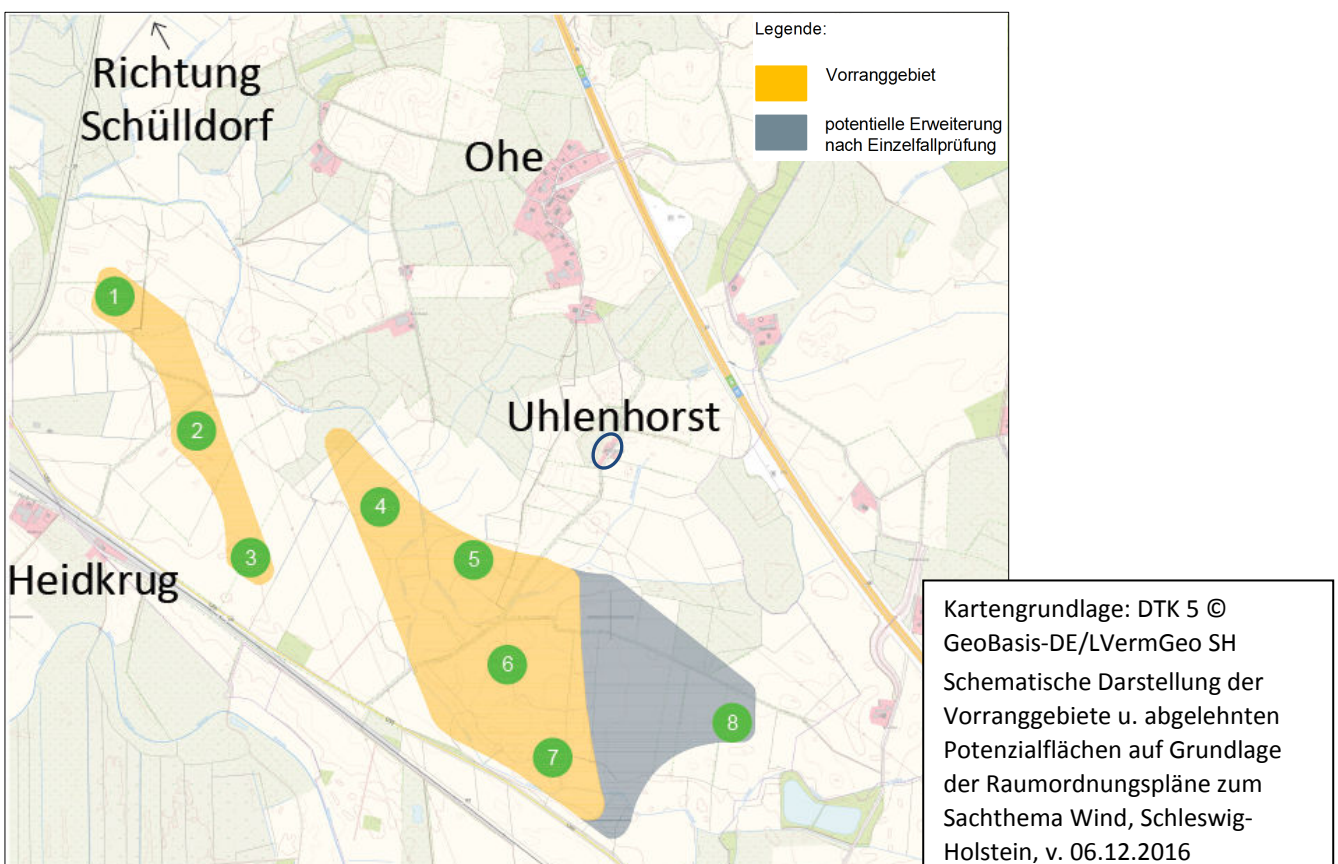 Richtung
Schülldorf
Legende:
Vorranggebiet
potentielle Erweiterung
nach Einzelfallprüfung
Ohe
1
2
Uhlenhorst
3
4
5
Heidkrug
6
7
8
Kartengrundlage: DTK 5 ©
GeoBasis-DE/LVermGeo SH
Schematische Darstellung der
Vorranggebiete u. abgelehnten
Potenzialflächen auf Grundlage
der Raumordnungspläne zum
Sachthema Wind, Schleswig-
Holstein, v. 06.12.2016